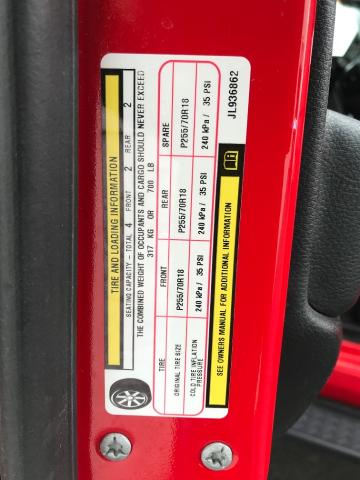 TIRE AND LOADING INFORMATION
SEATING CAPACITY - TOTAL 4 FRONT 2 REAR 2
THE COMBINED WEIGHT OF OCCUPANTS AND CARGO SHOULD NEVER EXCEED
317 KG OR 700 LB
TIRE FRONT REAR SPARE
ORIGINAL TIRE SIZE P255/70R18 P255/70R18 P255/70R18
COLD TIRE INFLATION PRESSURE 240 kPa / 35 PSI 240 kPa / 35 PSI 240 kPa / 35 PSI
SEE OWNERS MANUAL FOR ADDITIONAL INFORMATION
JL936862